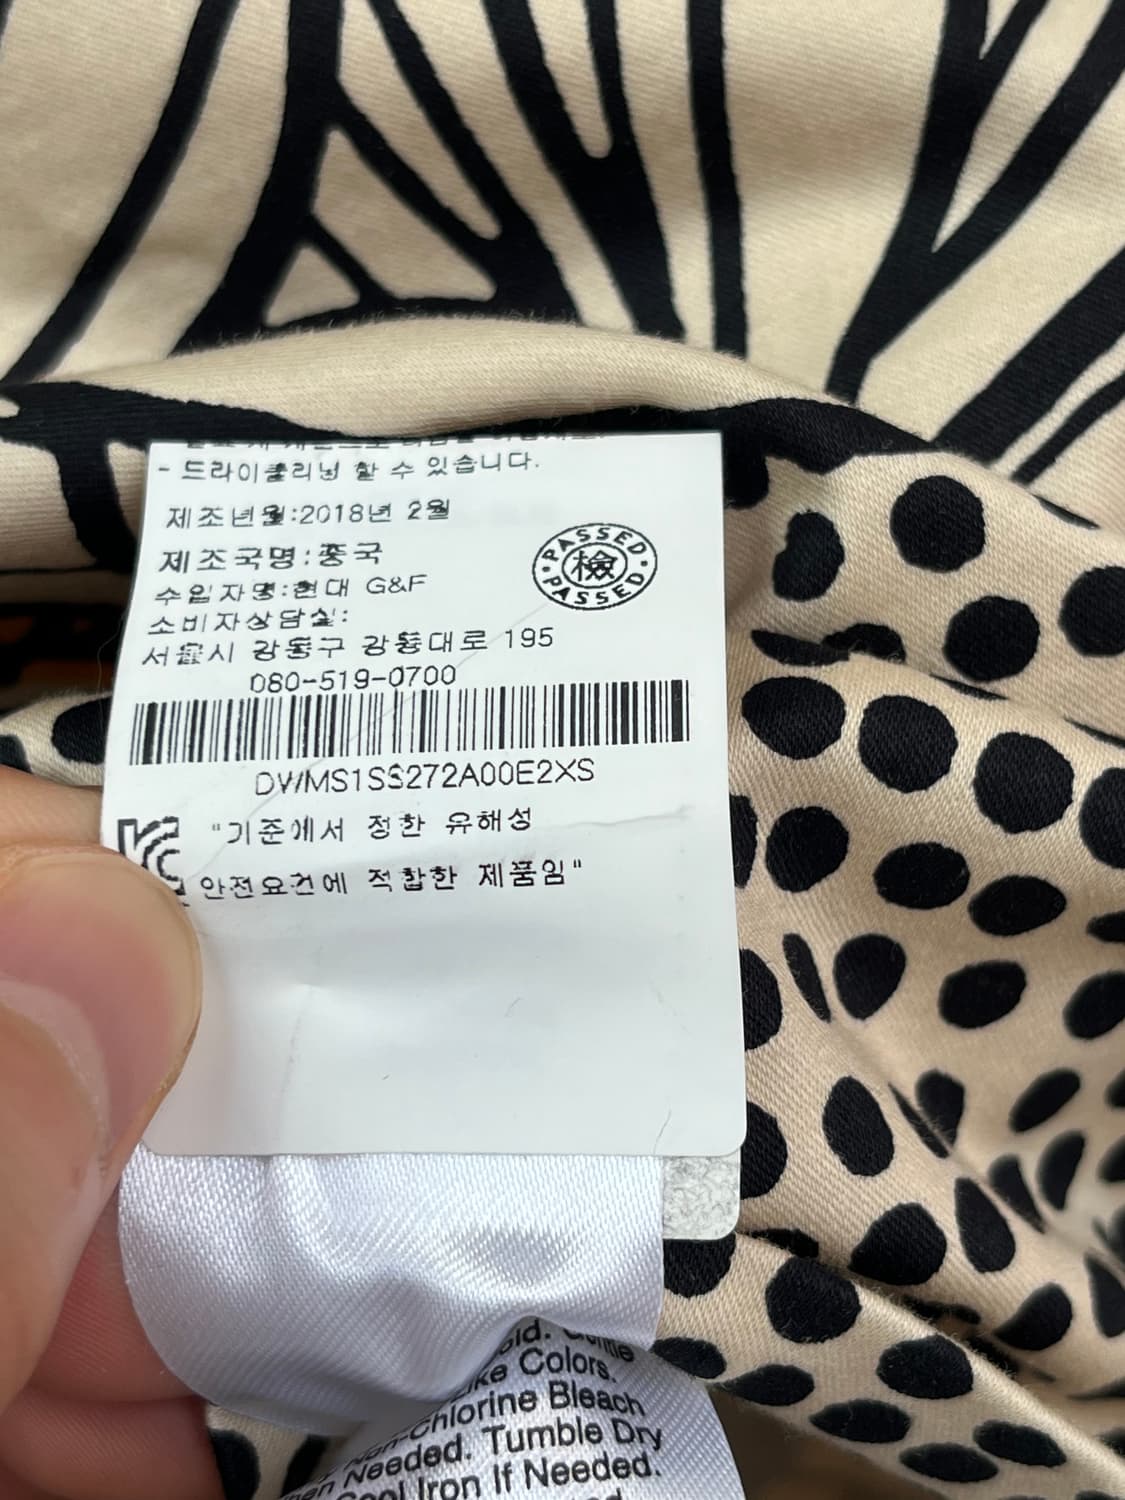 - 드라이클리닝 할 수 있습니다.
제조년월:2018년 2월
제조국명:중국
수입자명:현대 G&F
소비자상담실:
서울시 강동구 강동대로 195
080-519-0700
PASSED 檢 PASSED
DWMS1SS272A00E2XS
"기준에서 정한 유해성
안전요건에 적합한 제품임"
old. Gentle
Like Colors.
Non-Chlorine Bleach
When Needed. Tumble Dry
Cool Iron If Needed.